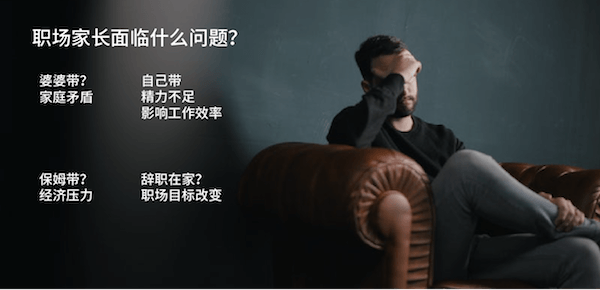 职场家长面临什么问题？
婆婆带？
家庭矛盾
自己带
精力不足
影响工作效率
保姆带？
经济压力
辞职在家？
职场目标改变